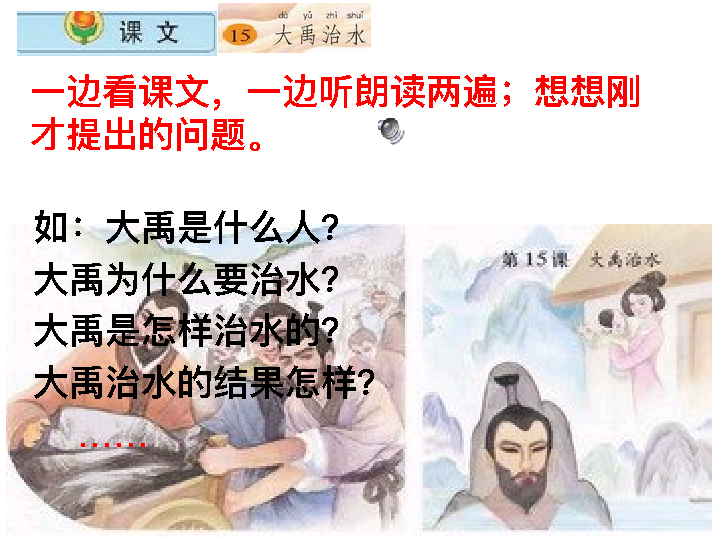 课 文
dà yǔ zhì shuǐ
15 大禹治水
一边看课文，一边听朗读两遍；想想刚
才提出的问题。
如：大禹是什么人？
大禹为什么要治水？
大禹是怎样治水的？
大禹治水的结果怎样？
……
第15课 大禹治水